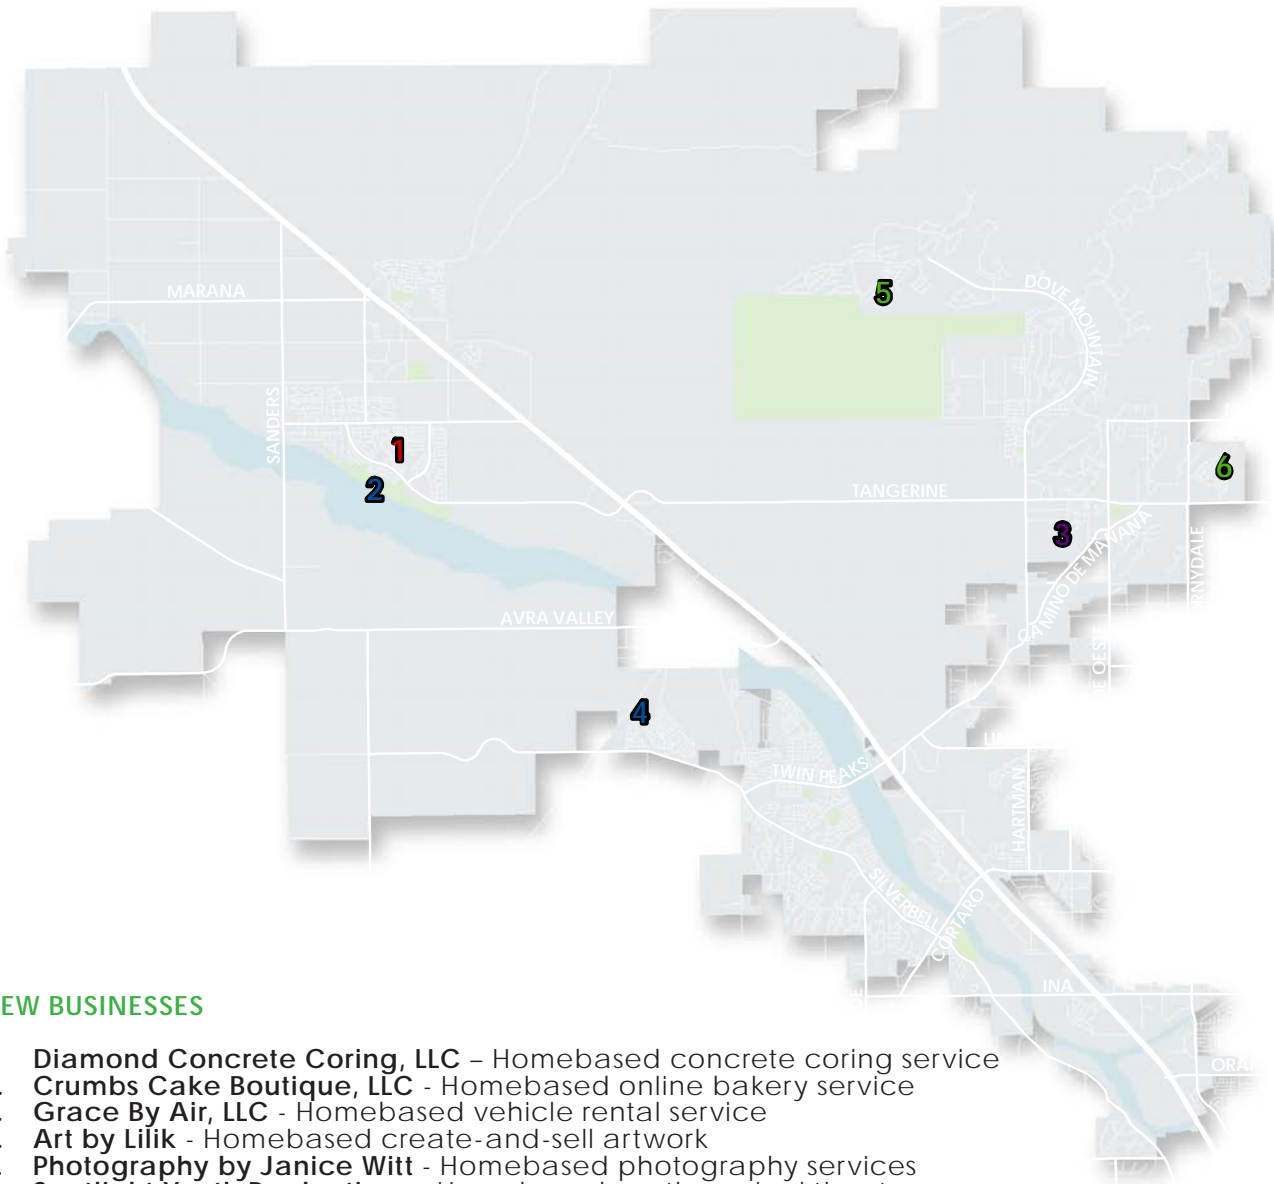 MARANA
DOVE MOUNTAIN
5
SANDERS
1
2
TANGERINE
6
3
CAMINO DE MANANA
ORNYDALE
AVRA VALLEY
DE OESTE
4
TWIN PEAKS
HARTMAN
SILVERBELL
CORTARO
INA
EW BUSINESSES
Diamond Concrete Coring, LLC – Homebased concrete coring service
. Crumbs Cake Boutique, LLC - Homebased online bakery service
. Grace By Air, LLC - Homebased vehicle rental service
. Art by Lilik - Homebased create-and-sell artwork
. Photography by Janice Witt - Homebased photography services